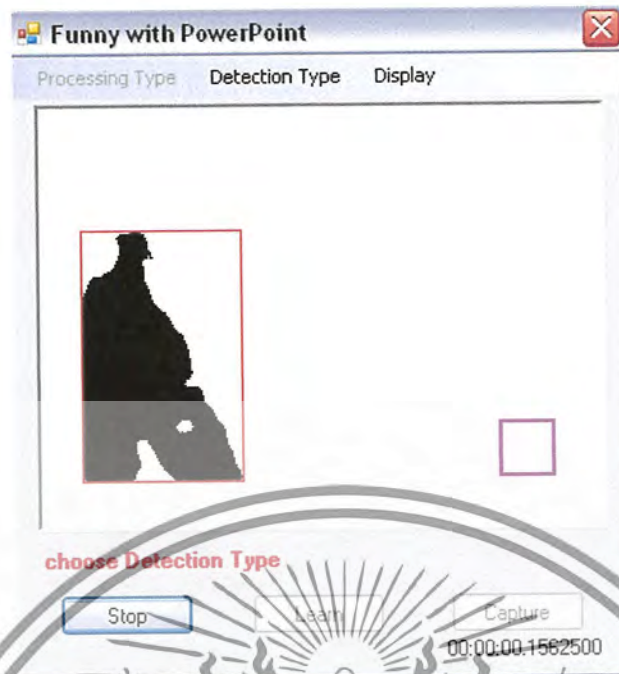 Funny with PowerPoint
Processing Type Detection Type Display
choose Detection Type
Stop Learn Capture
00:00:00.1562500